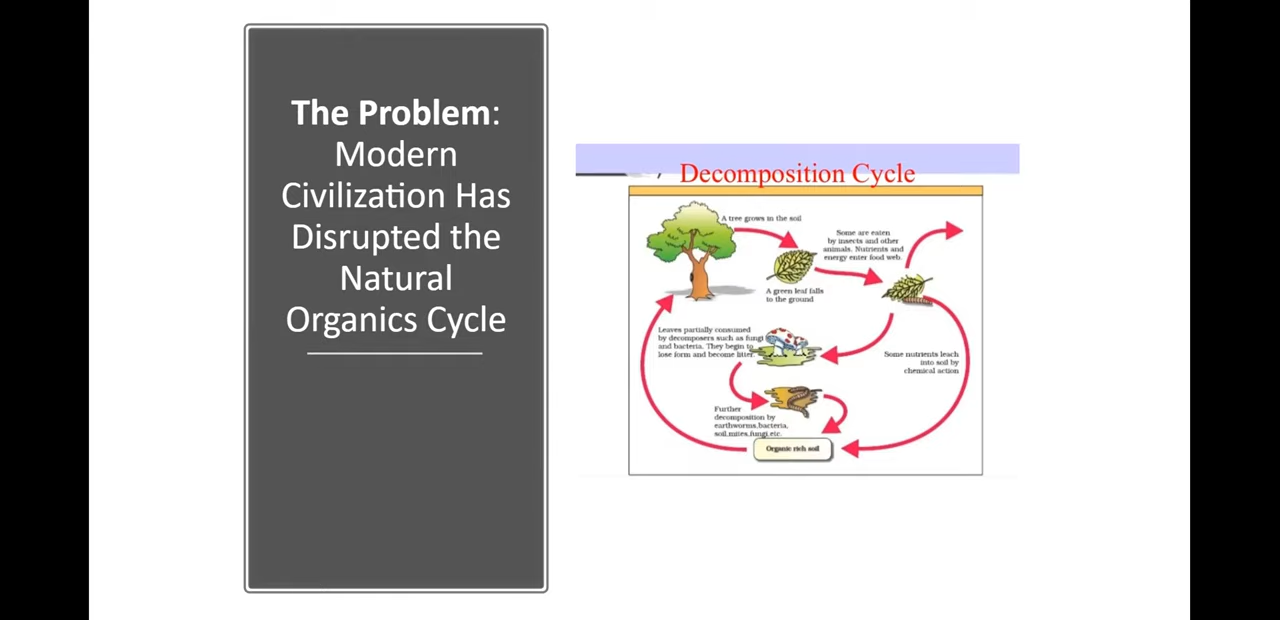 The Problem:
Modern
Civilization Has
Disrupted the
Natural
Organics Cycle
Decomposition Cycle
A tree grows in the soil
Some are eaten
by insects and other
animals. Nutrients and
energy enter food web.
A green leaf falls
to the ground
Leaves partially consumed
by decomposers such as fungi
and bacteria. They begin to
lose form and become litter.
Some nutrients leach
into soil by
chemical action
Further
decomposition by
earthworms,bacteria,
soil,mites,fungi,etc.
Organic rich soil